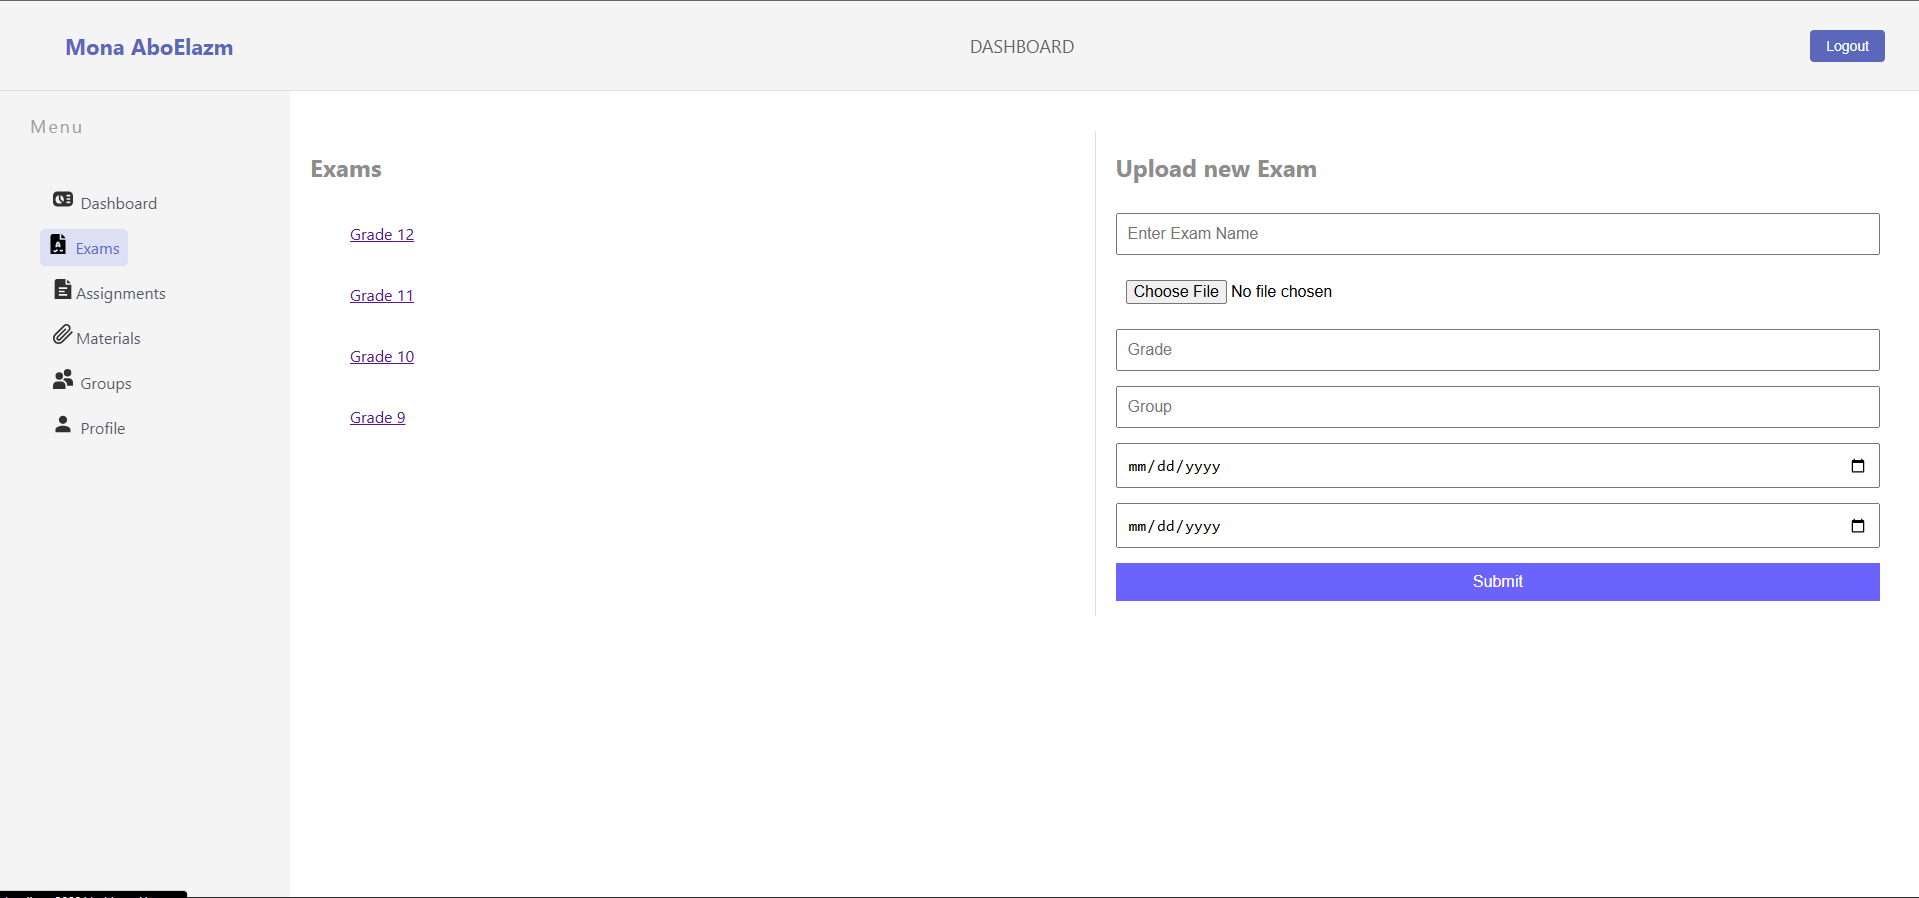 Mona AboElazm
DASHBOARD
Logout
Menu
Dashboard
Exams
Assignments
Materials
Groups
Profile
Exams
Grade 12
Grade 11
Grade 10
Grade 9
Upload new Exam
Enter Exam Name
Choose File No file chosen
Grade
Group
mm/dd/yyyy
mm/dd/yyyy
Submit